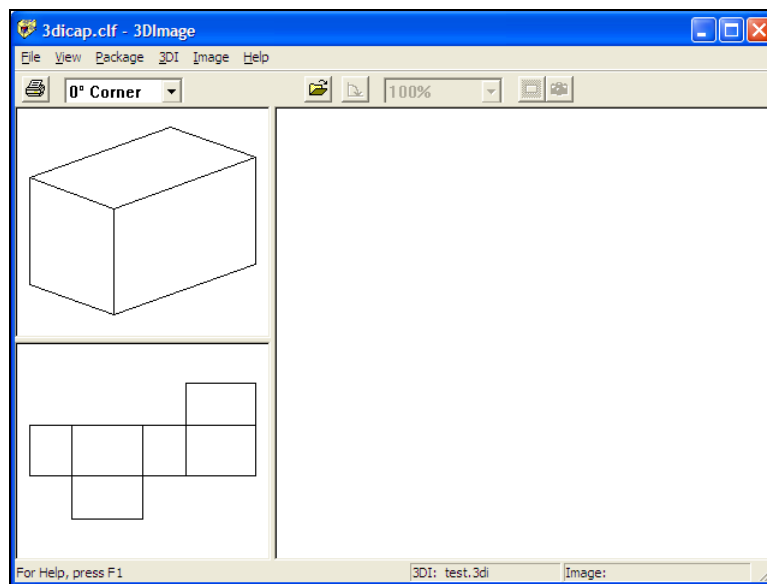 3dicap.clf - 3DImage
File View Package 3DI Image Help
0° Corner 100%
For Help, press F1 3DI: test.3di Image: